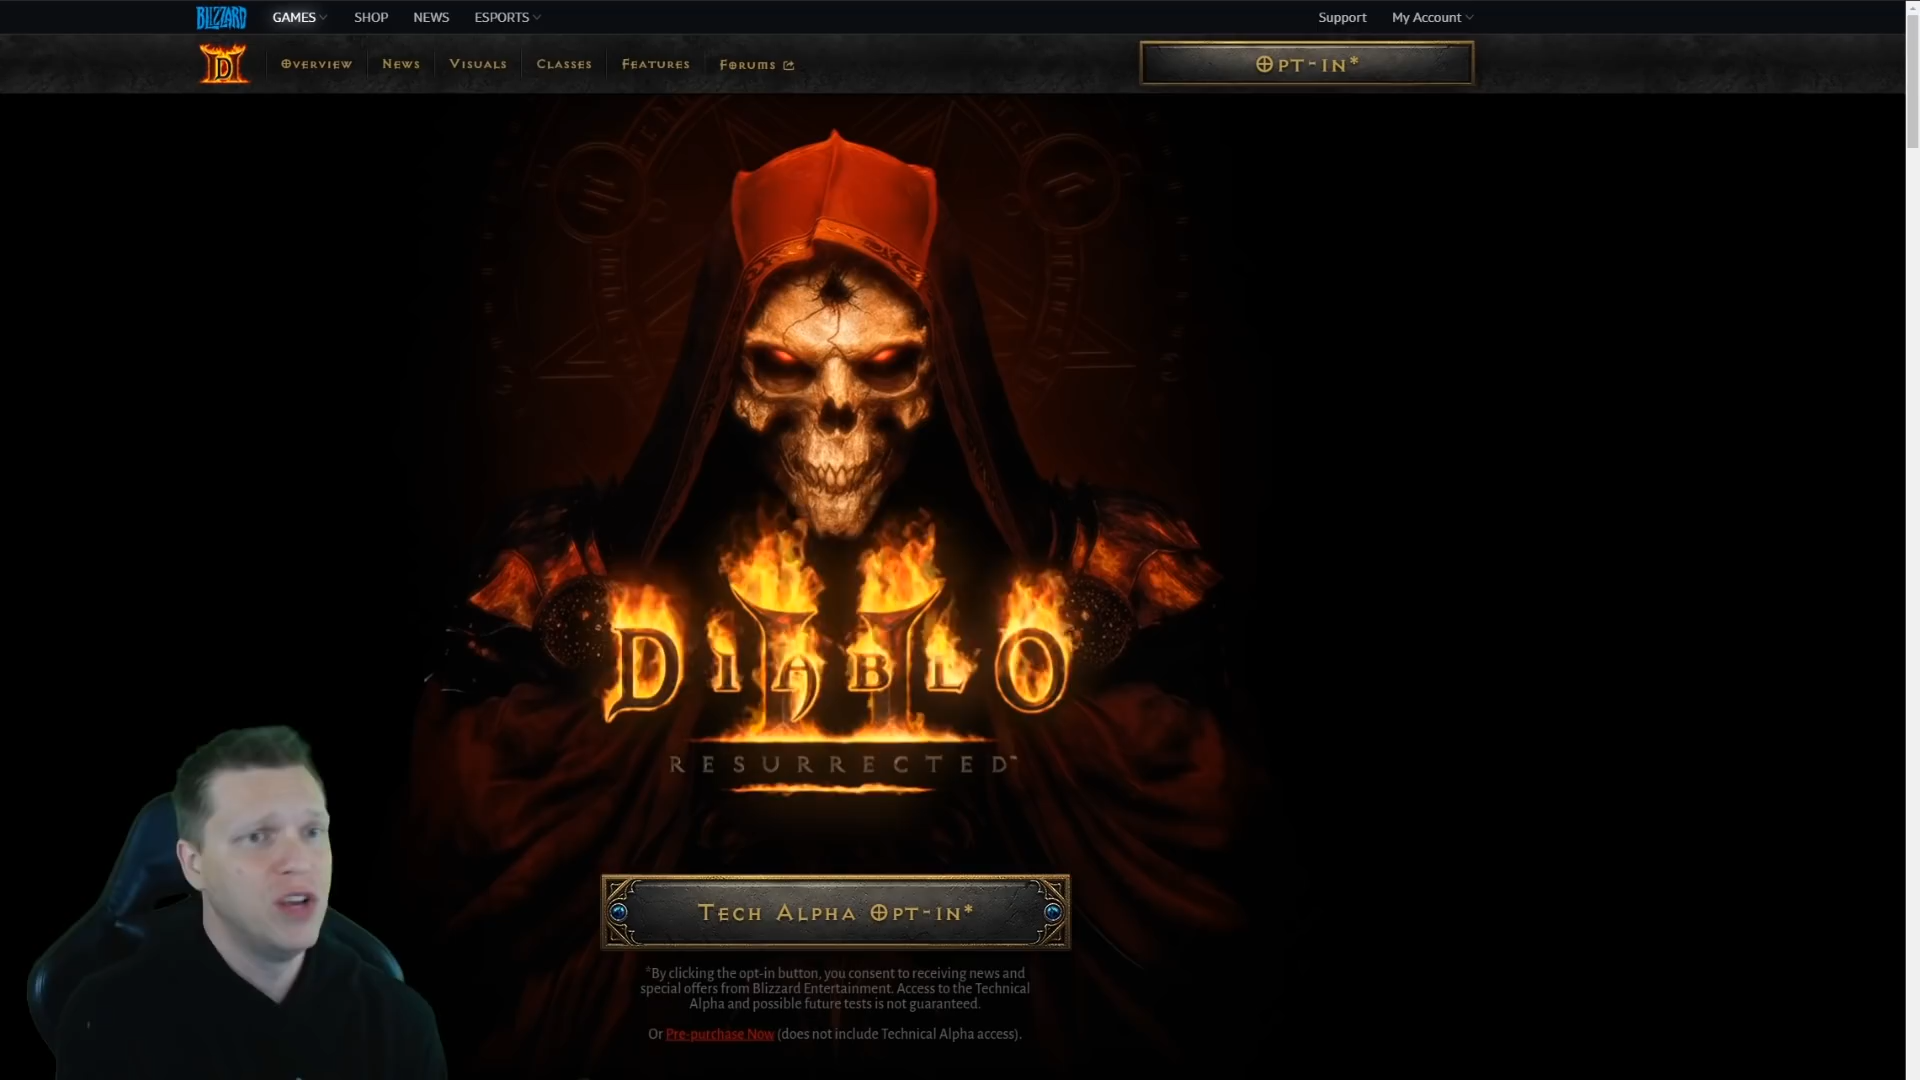 BLIZZARD GAMES SHOP NEWS ESPORTS Support My Account
D II Overview News Visuals Classes Features Forums Opt-in*
DIABLO
II
RESURRECTED™
Tech Alpha Opt-in*
*By clicking the opt-in button, you consent to receiving news and
special offers from Blizzard Entertainment. Access to the Technical
Alpha and possible future tests is not guaranteed.
Or Pre-purchase Now (does not include Technical Alpha access).